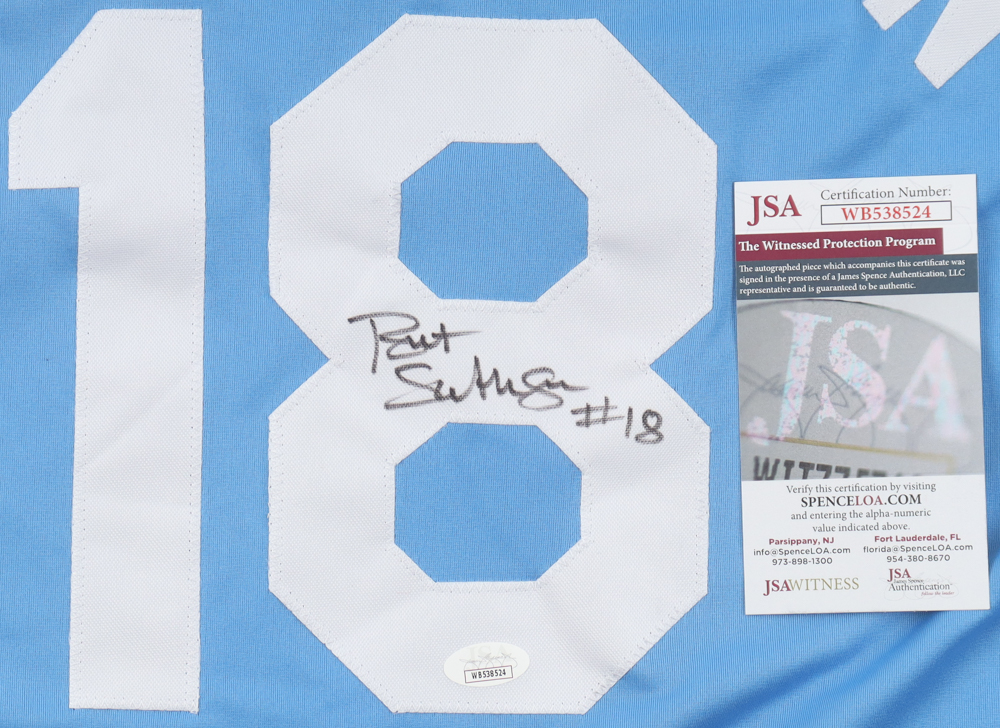 18
Bret
#18
JSA
Certification Number:
WB538524
The Witnessed Protection Program
The autographed piece which accompanies this certificate was
signed in the presence of a James Spence Authentication, LLC
representative and is guaranteed to be authentic.
JSA
Verify this certification by visiting
SPENCELOA.COM
and entering the alpha-numeric
value indicated above.
Parsippany, NJ
info@SpenceLOA.com
973-898-1300
Fort Lauderdale, FL
florida@SpenceLOA.com
954-380-8670
JSAWITNESS
JSA
James Spence
Authentication
WB538524